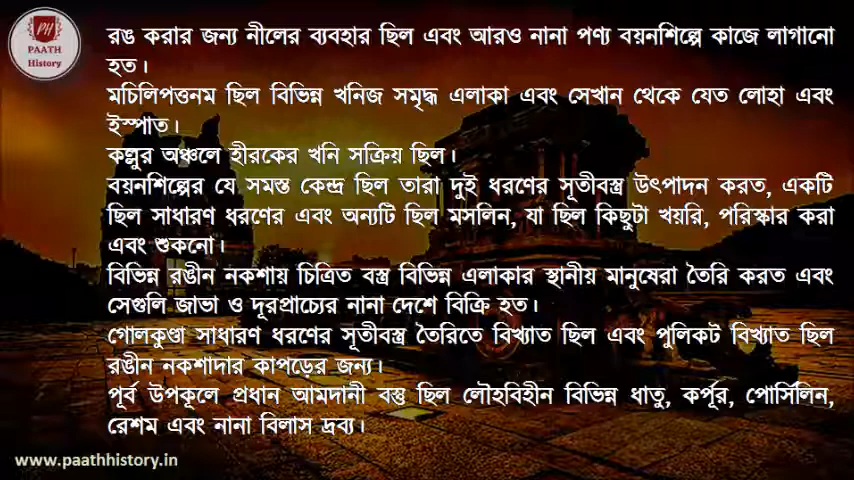 PH
PAATH
History
রঙ করার জন্য নীলের ব্যবহার ছিল এবং আরও নানা পণ্য বয়নশিল্পে কাজে লাগানো
হত।
মচিলিপত্তনম ছিল বিভিন্ন খনিজ সমৃদ্ধ এলাকা এবং সেখান থেকে যেত লোহা এবং
ইস্পাত।
কল্লুর অঞ্চলে হীরকের খনি সক্রিয় ছিল।
বয়নশিল্পের যে সমস্ত কেন্দ্র ছিল তারা দুই ধরণের সূতীবস্ত্র উৎপাদন করত, একটি
ছিল সাধারণ ধরণের এবং অন্যটি ছিল মসলিন, যা ছিল কিছুটা খয়রি, পরিস্কার করা
এবং শুকনো।
বিভিন্ন রঙীন নকশায় চিত্রিত বস্ত্র বিভিন্ন এলাকার স্থানীয় মানুষেরা তৈরি করত এবং
সেগুলি জাভা ও দূরপ্রাচ্যের নানা দেশে বিক্রি হত।
গোলকুণ্ডা সাধারণ ধরণের সূতীবস্ত্র তৈরিতে বিখ্যাত ছিল এবং পুলিকট বিখ্যাত ছিল
রঙীন নকশাদার কাপড়ের জন্য।
পূর্ব উপকূলে প্রধান আমদানী বস্তু ছিল লৌহবিহীন বিভিন্ন ধাতু, কর্পূর, পোর্সিলিন,
রেশম এবং নানা বিলাস দ্রব্য।
www.paathhistory.in